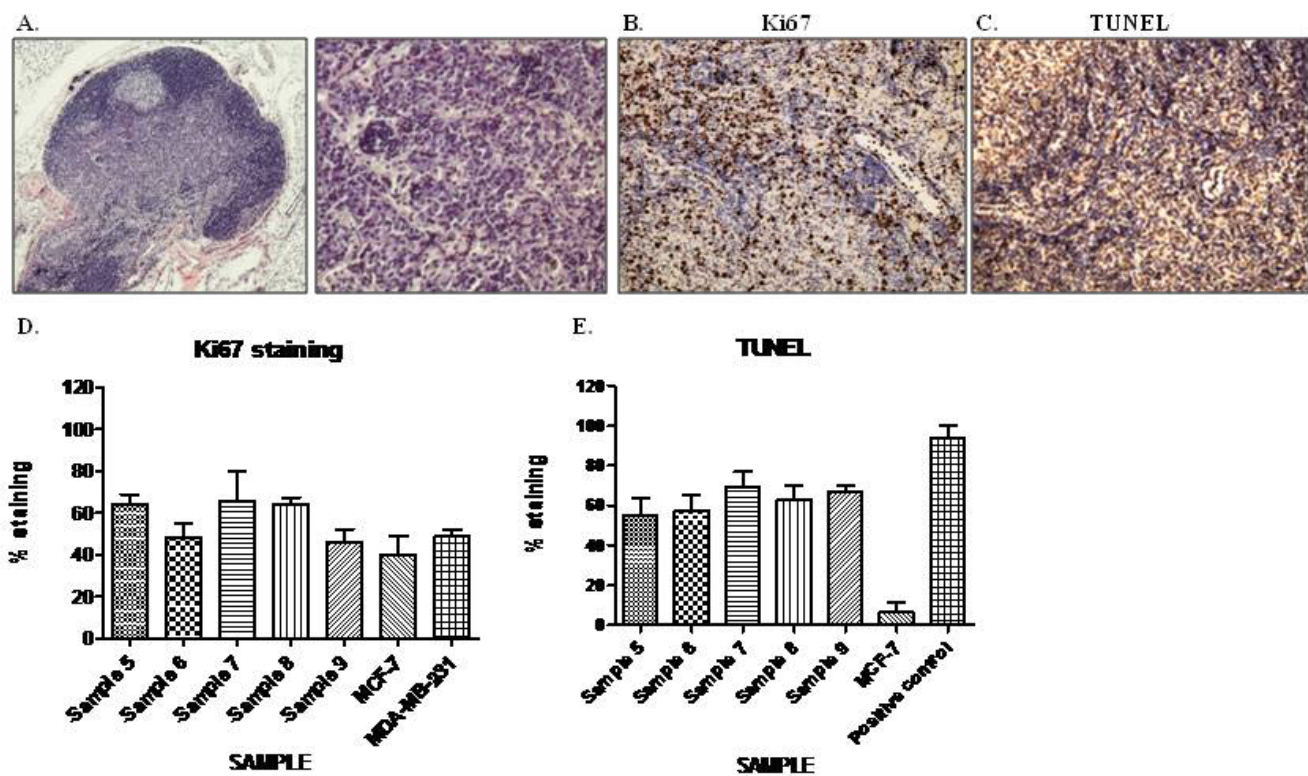 A.
B. Ki67
C. TUNEL
D.
Ki67 staining
120
100
80
60
40
20
0
% staining
Sample 5
Sample 6
Sample 7
Sample 8
Sample 9
MCF-7
MDA-MB-231
SAMPLE
E.
TUNEL
120
100
80
60
40
20
0
% staining
Sample 5
Sample 6
Sample 7
Sample 8
Sample 9
MCF-7
positive control
SAMPLE